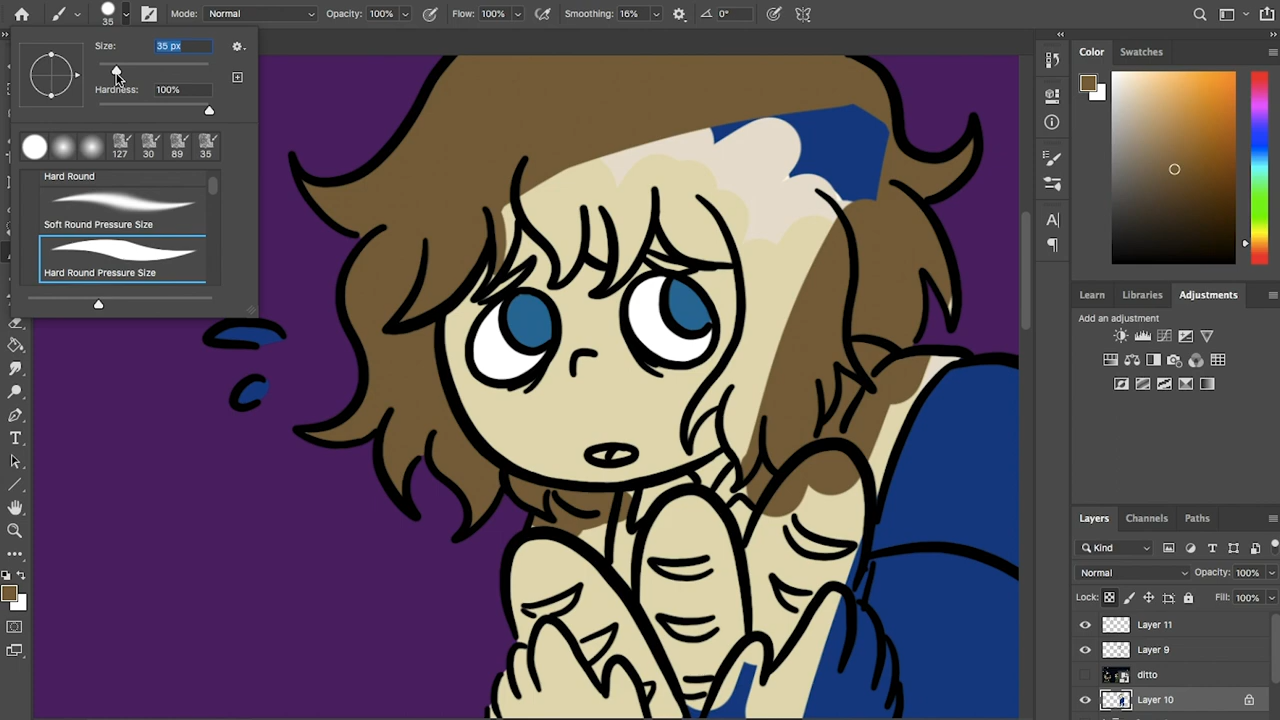 35
Mode: Normal
Opacity: 100%
Flow: 100%
Smoothing: 16%
0°
Size: 35 px
Hardness: 100%
127 30 89 35
Hard Round
Soft Round Pressure Size
Hard Round Pressure Size
T
Color Swatches
Learn Libraries Adjustments
Add an adjustment
Layers Channels Paths
Kind
Normal
Opacity: 100%
Lock:
Fill: 100%
Layer 11
Layer 9
ditto
Layer 10